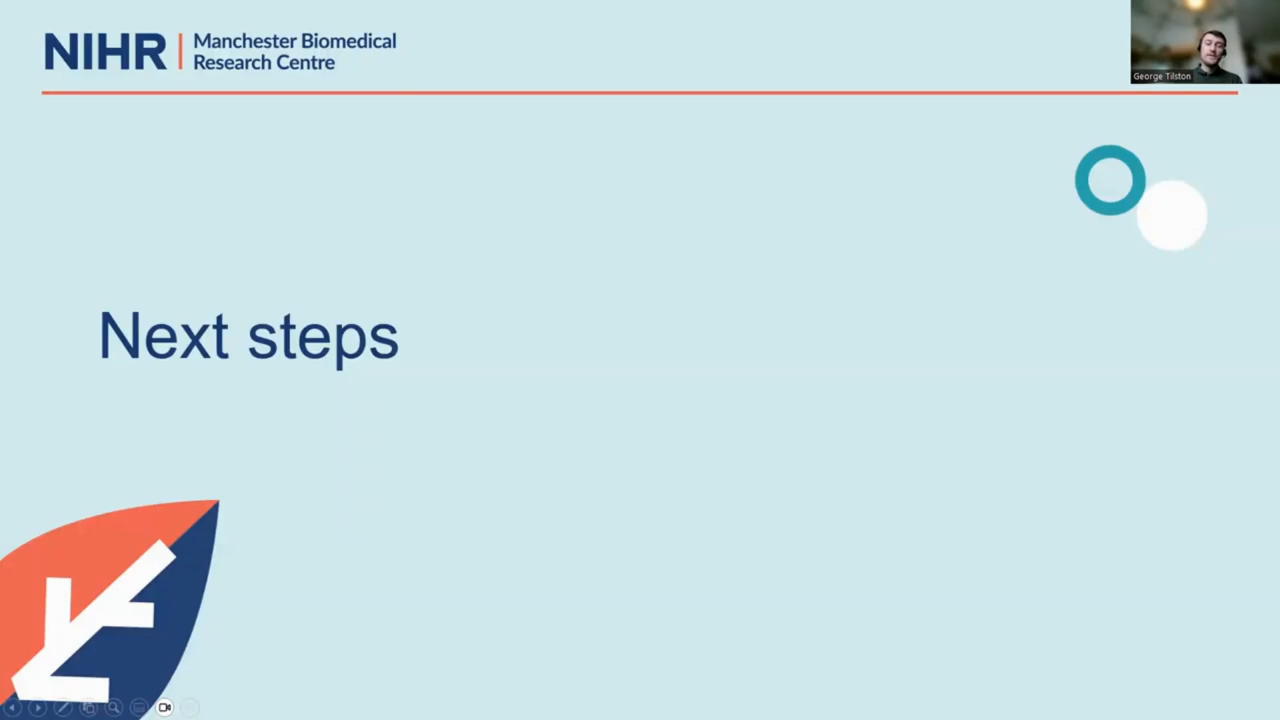 NIHR
Manchester Biomedical
Research Centre
George Tilston
Next steps